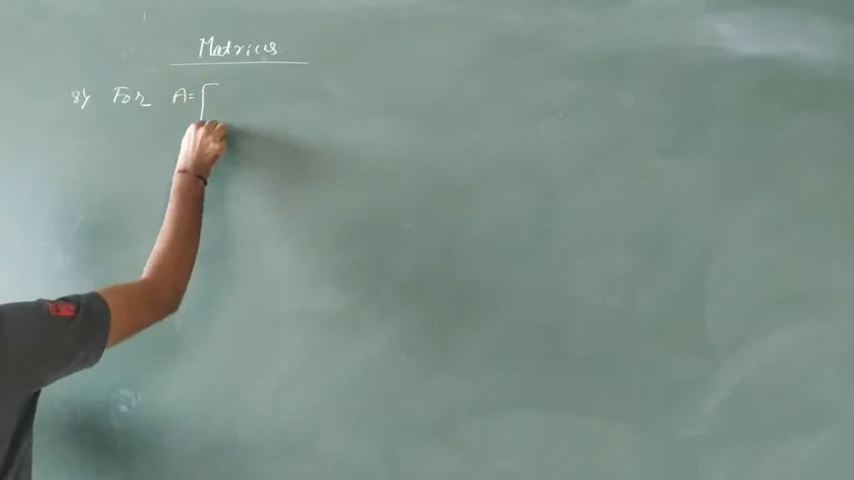 Matrices
8) For A = [